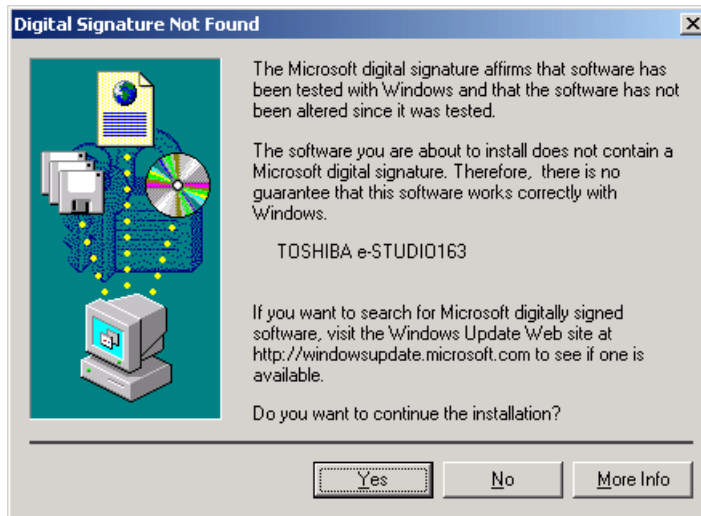 Digital Signature Not Found
The Microsoft digital signature affirms that software has
been tested with Windows and that the software has not
been altered since it was tested.
The software you are about to install does not contain a
Microsoft digital signature. Therefore,  there is no
guarantee that this software works correctly with
Windows.
TOSHIBA e-STUDIO163
If you want to search for Microsoft digitally signed
software, visit the Windows Update Web site at
http://windowsupdate.microsoft.com to see if one is
available.
Do you want to continue the installation?
Yes
No
More Info